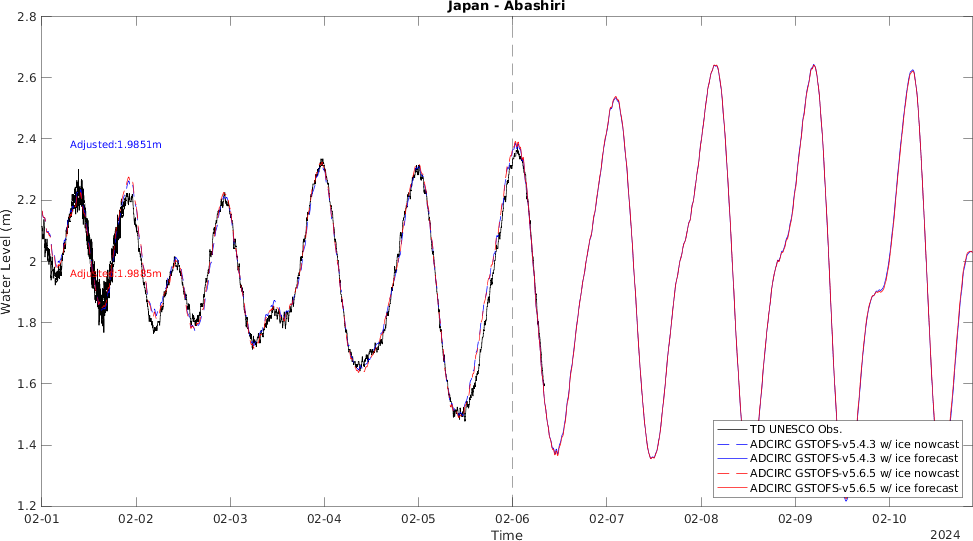 Japan - Abashiri
2.8
2.6
2.4
2.2
2
1.8
1.6
1.4
1.2
Water Level (m)
Adjusted:1.9851m
Adjusted:1.9885m
TD UNESCO Obs.
ADCIRC GSTOFS-v5.4.3 w/ ice nowcast
ADCIRC GSTOFS-v5.4.3 w/ ice forecast
ADCIRC GSTOFS-v5.6.5 w/ ice nowcast
ADCIRC GSTOFS-v5.6.5 w/ ice forecast
02-01 02-02 02-03 02-04 02-05 02-06 02-07 02-08 02-09 02-10
Time
2024